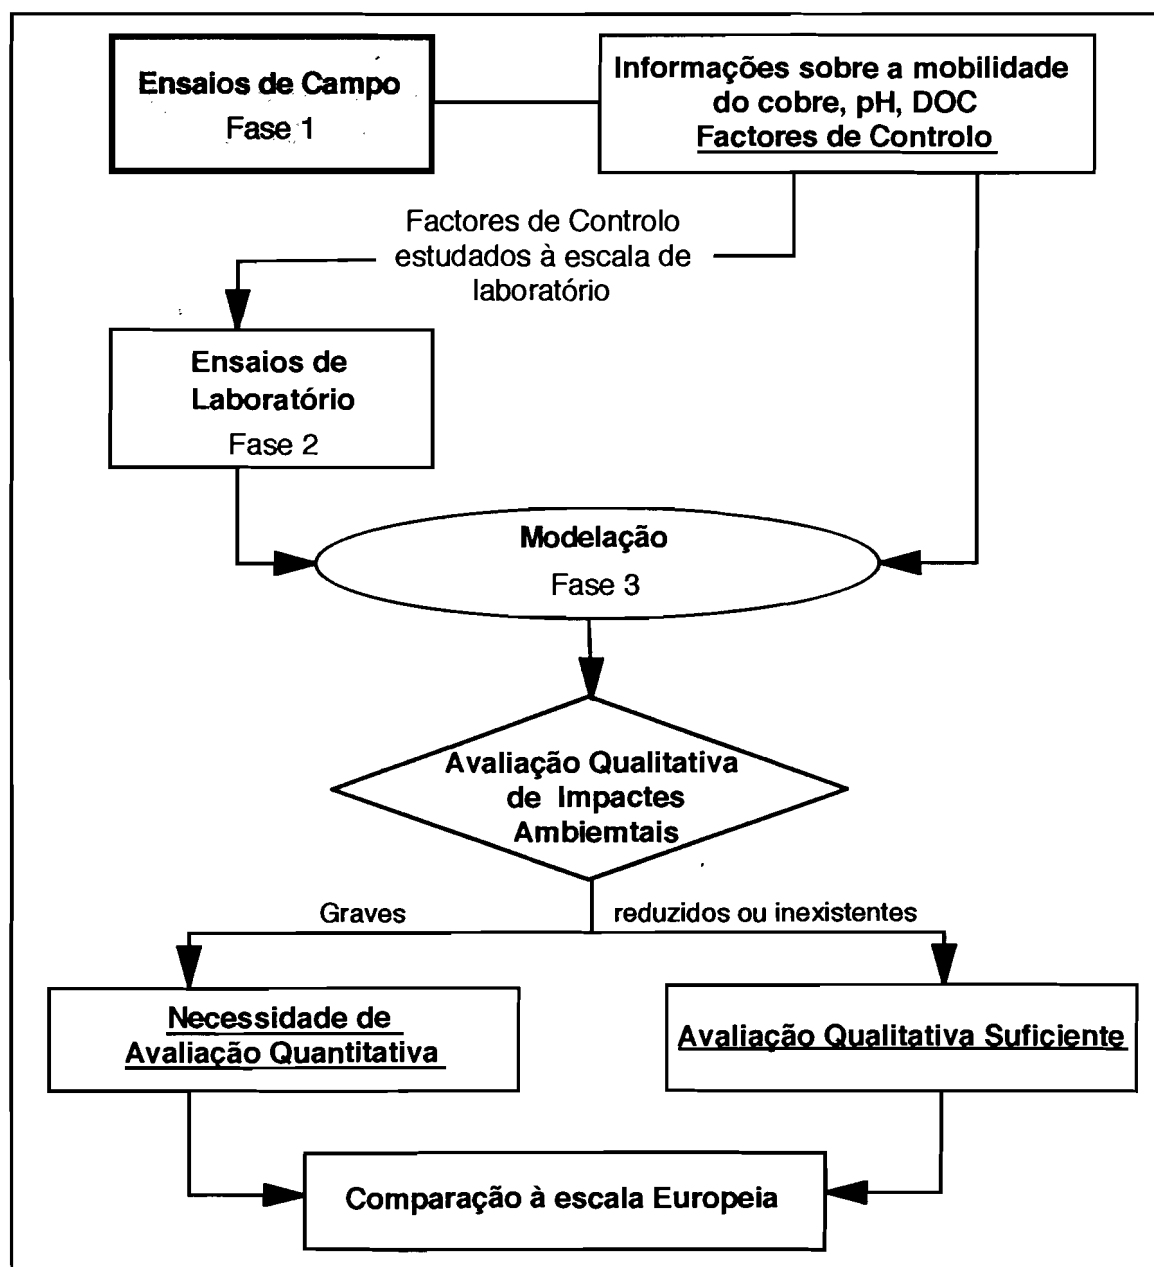 Ensaios de Campo
Fase 1
Informações sobre a mobilidade
do cobre, pH, DOC
Factores de Controlo
Factores de Controlo
estudados à escala de
laboratório
Ensaios de
Laboratório
Fase 2
Modelação
Fase 3
Avaliação Qualitativa
de Impactes
Ambiemtais
Graves
reduzidos ou inexistentes
Necessidade de
Avaliação Quantitativa
Avaliação Qualitativa Suficiente
Comparação à escala Europeia